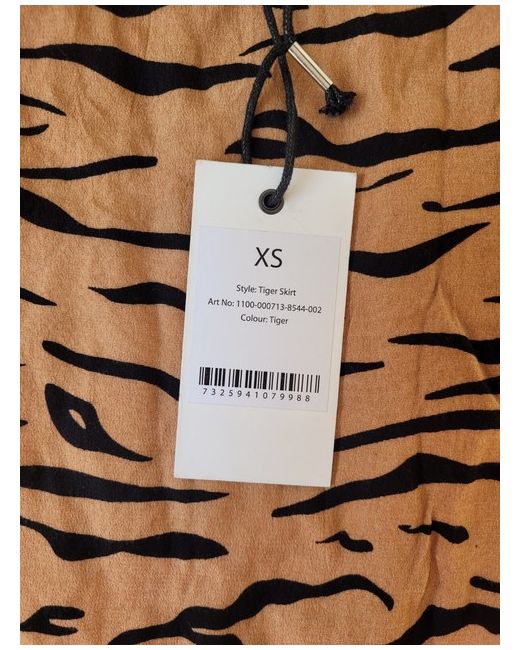 XS
Style: Tiger Skirt
Art No: 1100-000713-8544-002
Colour: Tiger
7325941079988